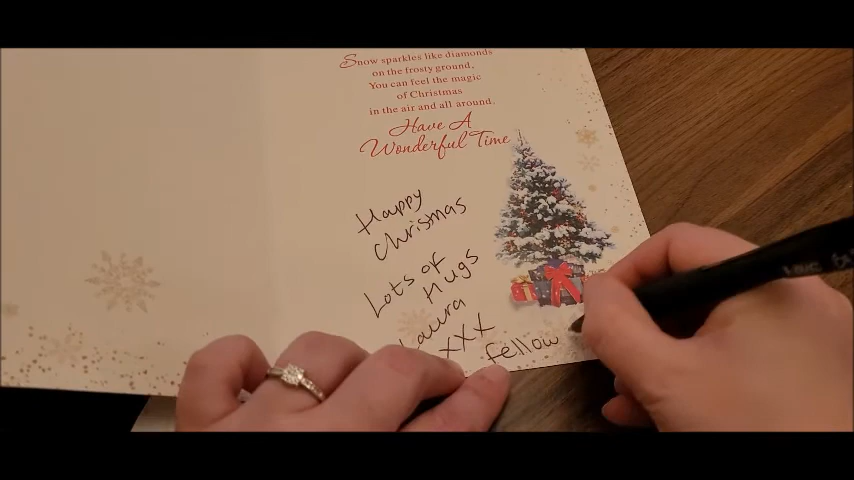 Snow sparkles like diamonds
on the frosty ground,
You can feel the magic
of Christmas
in the air and all around.
Have A
Wonderful Time
Happy
Christmas
Lots of
Hugs
Laura
xxx
fellow
BIC